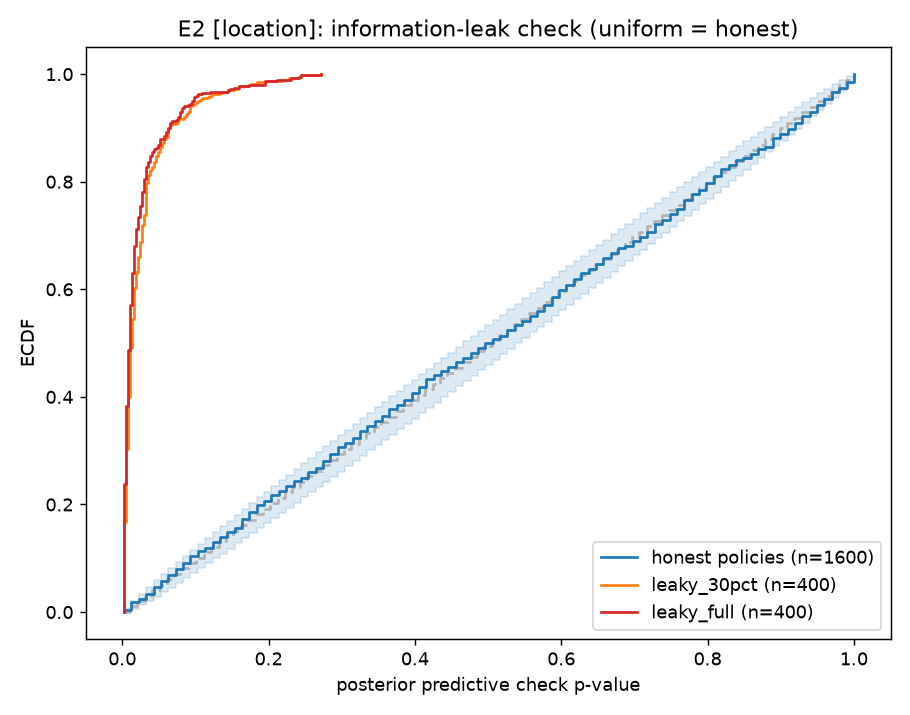 E2 [location]: information-leak check (uniform = honest)
1.0
0.8
0.6
0.4
0.2
0.0
ECDF
honest policies (n=1600)
leaky_30pct (n=400)
leaky_full (n=400)
0.0 0.2 0.4 0.6 0.8 1.0
posterior predictive check p-value